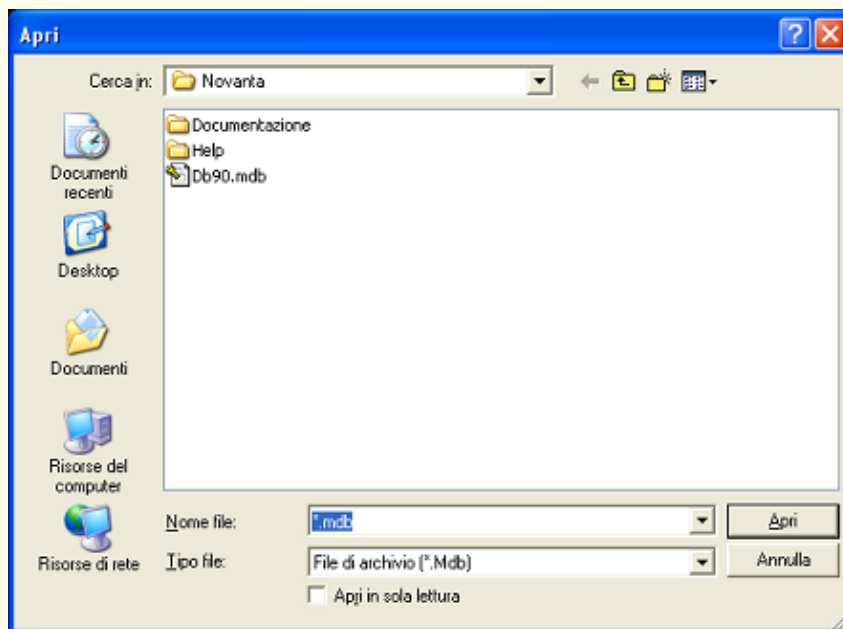 Apri
Cerca in: Novanta
Documentazione
Help
Db90.mdb
Documenti
recenti
Desktop
Documenti
Risorse del
computer
Risorse di rete
Nome file: *.mdb Apri
Tipo file: File di archivio (*.Mdb) Annulla
Apri in sola lettura